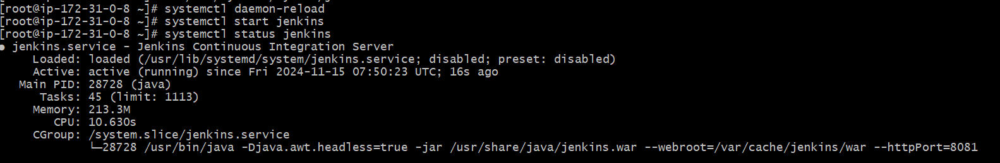 [root@ip-172-31-0-8 ~]# systemctl daemon-reload
[root@ip-172-31-0-8 ~]# systemctl start jenkins
[root@ip-172-31-0-8 ~]# systemctl status jenkins
● jenkins.service - Jenkins Continuous Integration Server
     Loaded: loaded (/usr/lib/systemd/system/jenkins.service; disabled; preset: disabled)
     Active: active (running) since Fri 2024-11-15 07:50:23 UTC; 16s ago
   Main PID: 28728 (java)
      Tasks: 45 (limit: 1113)
     Memory: 213.3M
        CPU: 10.630s
     CGroup: /system.slice/jenkins.service
             └─28728 /usr/bin/java -Djava.awt.headless=true -jar /usr/share/java/jenkins.war --webroot=/var/cache/jenkins/war --httpPort=8081